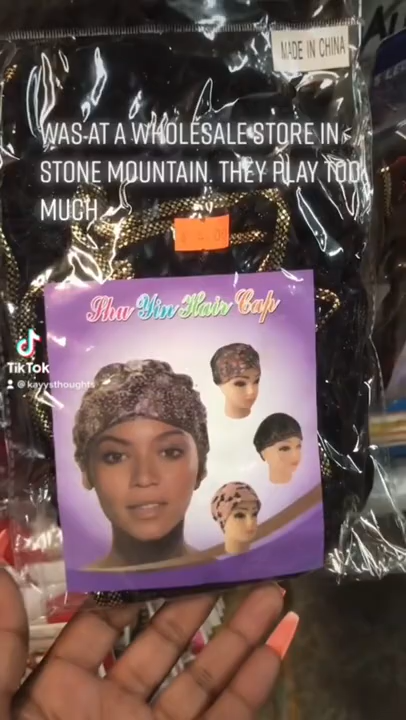 MADE IN CHINA
WAS AT A WHOLESALE STORE IN
STONE MOUNTAIN. THEY PLAY TOO
MUCH
Shu Yin Hair Cap
TikTok
@kayysthoughts